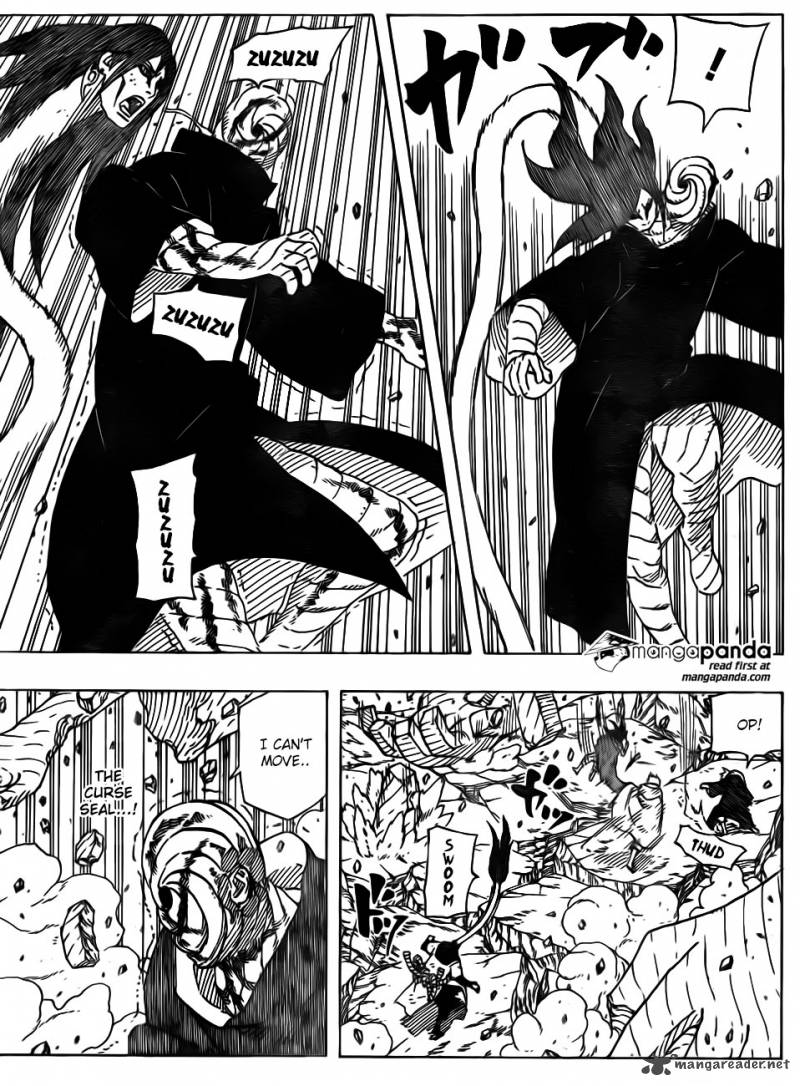 !
ガブ
ZUZUZU
ZUZUZU
ZUZUZU
mangapanda
read first at
mangapanda.com
OP!
THUD
SWOOM
I CAN'T
MOVE..
THE
CURSE
SEAL...!
mangareader.net